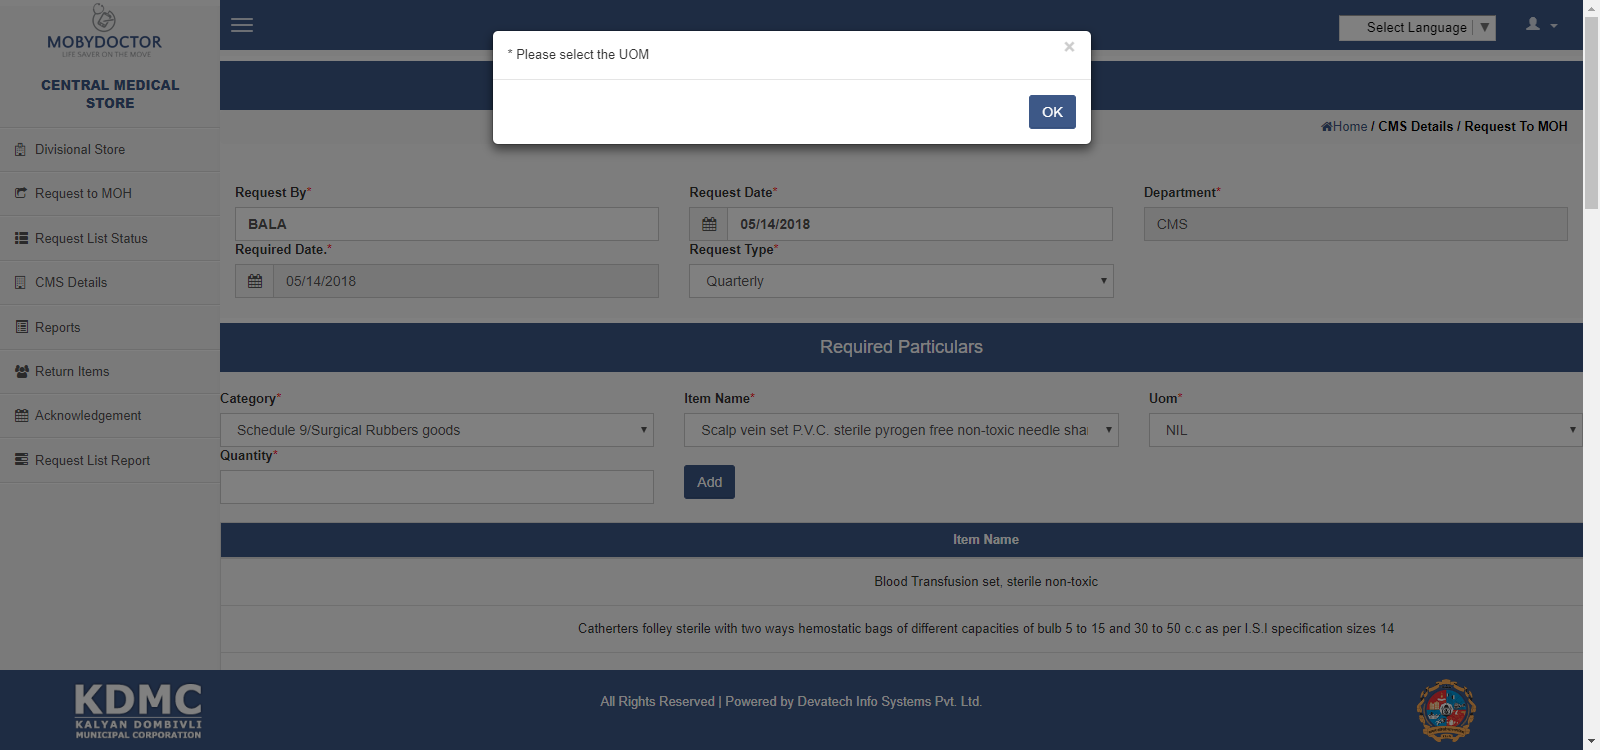 MOBYDOCTOR
LIFE SAVER ON THE MOVE
CENTRAL MEDICAL
STORE
Divisional Store
Request to MOH
Request List Status
CMS Details
Reports
Return Items
Acknowledgement
Request List Report
Select Language ▼
* Please select the UOM
×
OK
Home / CMS Details / Request To MOH
Request By*
Request Date*
Department*
BALA
05/14/2018
CMS
Required Date.*
Request Type*
05/14/2018
Quarterly
Required Particulars
Category*
Item Name*
Uom*
Schedule 9/Surgical Rubbers goods
Scalp vein set P.V.C. sterile pyrogen free non-toxic needle sha
NIL
Quantity*
Add
Item Name
Blood Transfusion set, sterile non-toxic
Catherters folley sterile with two ways hemostatic bags of different capacities of bulb 5 to 15 and 30 to 50 c.c as per I.S.I specification sizes 14
KDMC
KALYAN DOMBIVLI
MUNICIPAL CORPORATION
All Rights Reserved | Powered by Devatech Info Systems Pvt. Ltd.